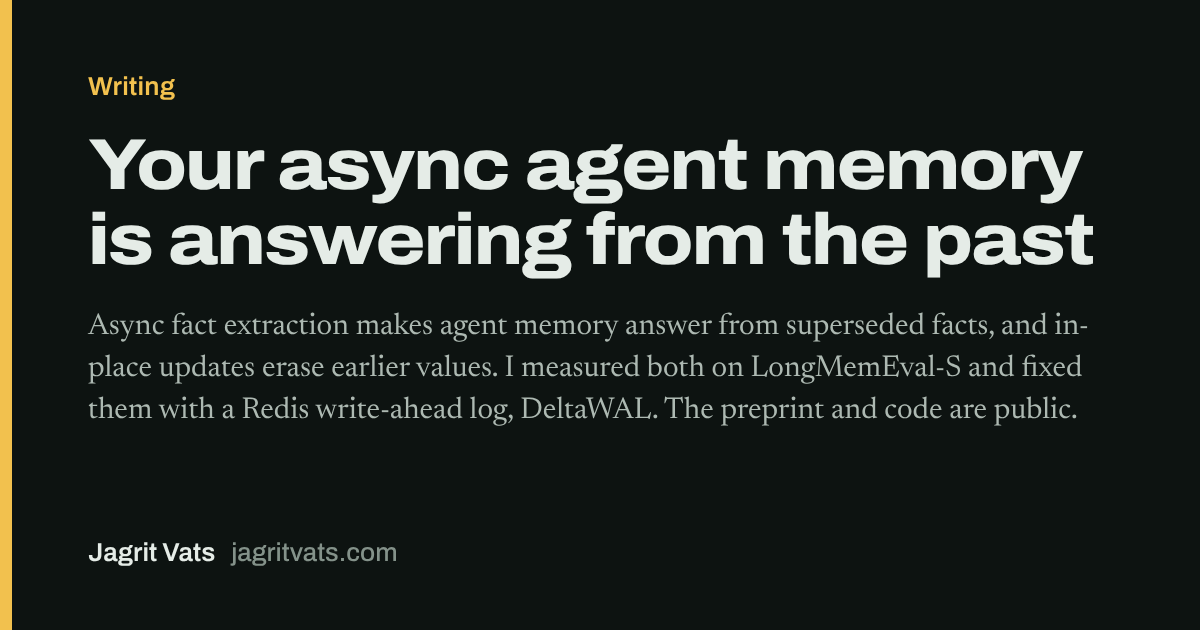 Writing
Your async agent memory
is answering from the past
Async fact extraction makes agent memory answer from superseded facts, and in-
place updates erase earlier values. I measured both on LongMemEval-S and fixed
them with a Redis write-ahead log, DeltaWAL. The preprint and code are public.
Jagrit Vats jagritvats.com